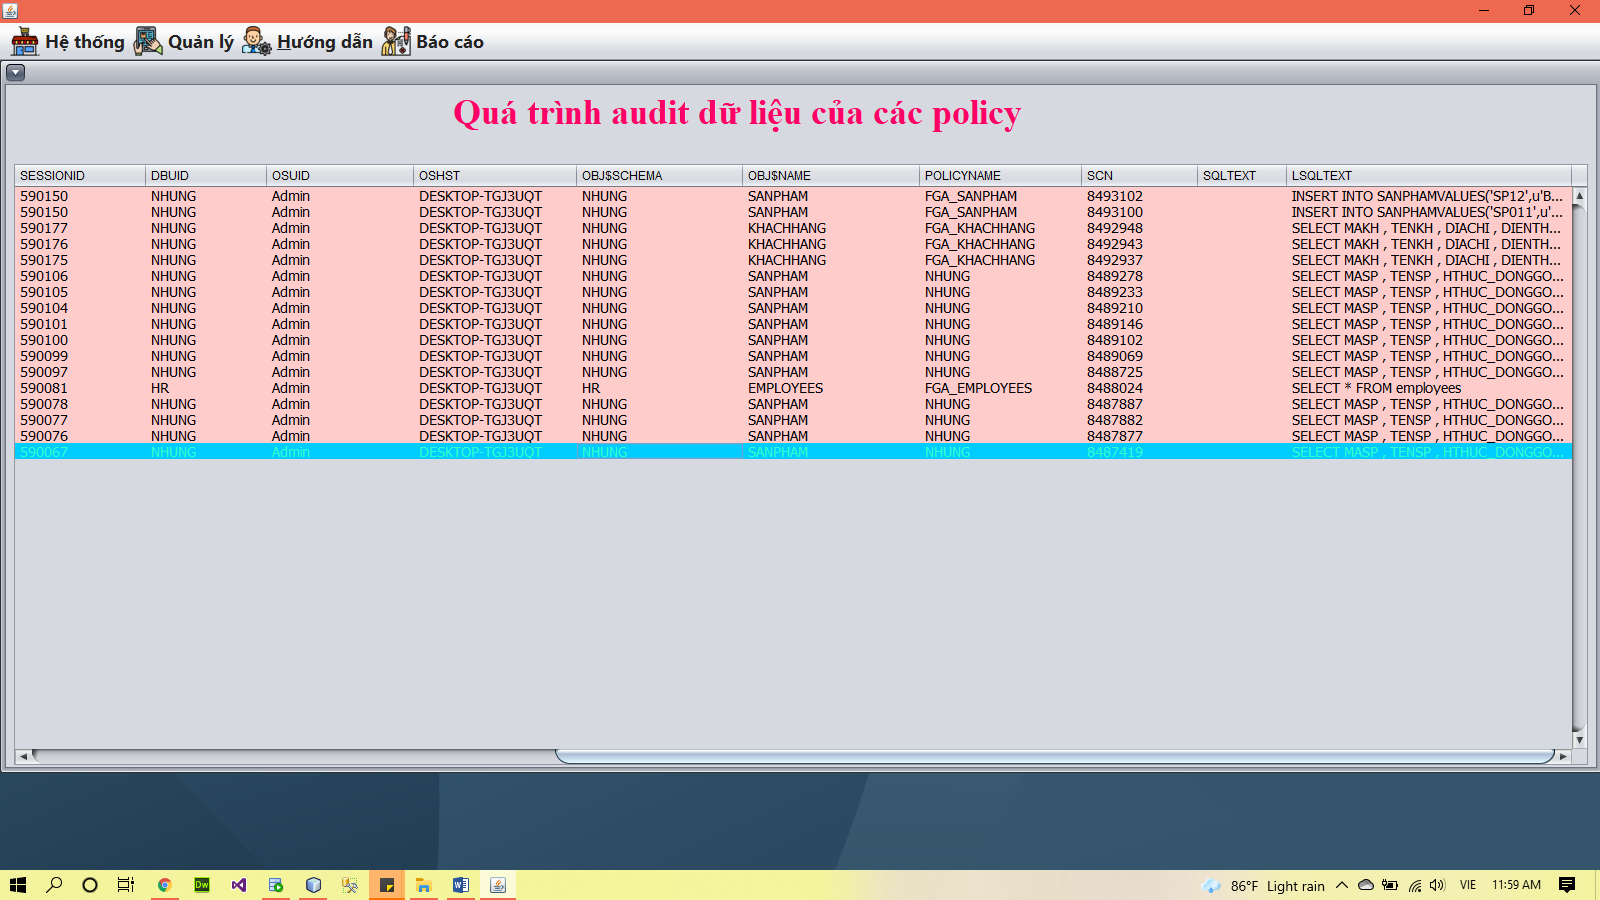 Hệ thống Quản lý Hướng dẫn Báo cáo
Quá trình audit dữ liệu của các policy
SESSIONID DBUID OSUID OSHST OBJ$SCHEMA OBJ$NAME POLICYNAME SCN SQLTEXT LSQLTEXT
590150 NHUNG Admin DESKTOP-TGJ3UQT NHUNG SANPHAM FGA_SANPHAM 8493102 INSERT INTO SANPHAMVALUES('SP12',u'B...
590150 NHUNG Admin DESKTOP-TGJ3UQT NHUNG SANPHAM FGA_SANPHAM 8493100 INSERT INTO SANPHAMVALUES('SP011',u'...
590177 NHUNG Admin DESKTOP-TGJ3UQT NHUNG KHACHHANG FGA_KHACHHANG 8492948 SELECT MAKH , TENKH , DIACHI , DIENTH...
590176 NHUNG Admin DESKTOP-TGJ3UQT NHUNG KHACHHANG FGA_KHACHHANG 8492943 SELECT MAKH , TENKH , DIACHI , DIENTH...
590175 NHUNG Admin DESKTOP-TGJ3UQT NHUNG KHACHHANG FGA_KHACHHANG 8492937 SELECT MAKH , TENKH , DIACHI , DIENTH...
590106 NHUNG Admin DESKTOP-TGJ3UQT NHUNG SANPHAM NHUNG 8489278 SELECT MASP , TENSP , HTHUC_DONGGO...
590105 NHUNG Admin DESKTOP-TGJ3UQT NHUNG SANPHAM NHUNG 8489233 SELECT MASP , TENSP , HTHUC_DONGGO...
590104 NHUNG Admin DESKTOP-TGJ3UQT NHUNG SANPHAM NHUNG 8489210 SELECT MASP , TENSP , HTHUC_DONGGO...
590101 NHUNG Admin DESKTOP-TGJ3UQT NHUNG SANPHAM NHUNG 8489146 SELECT MASP , TENSP , HTHUC_DONGGO...
590100 NHUNG Admin DESKTOP-TGJ3UQT NHUNG SANPHAM NHUNG 8489102 SELECT MASP , TENSP , HTHUC_DONGGO...
590099 NHUNG Admin DESKTOP-TGJ3UQT NHUNG SANPHAM NHUNG 8489069 SELECT MASP , TENSP , HTHUC_DONGGO...
590097 NHUNG Admin DESKTOP-TGJ3UQT NHUNG SANPHAM NHUNG 8488725 SELECT MASP , TENSP , HTHUC_DONGGO...
590081 HR Admin DESKTOP-TGJ3UQT HR EMPLOYEES FGA_EMPLOYEES 8488024 SELECT * FROM employees
590078 NHUNG Admin DESKTOP-TGJ3UQT NHUNG SANPHAM NHUNG 8487887 SELECT MASP , TENSP , HTHUC_DONGGO...
590077 NHUNG Admin DESKTOP-TGJ3UQT NHUNG SANPHAM NHUNG 8487882 SELECT MASP , TENSP , HTHUC_DONGGO...
590076 NHUNG Admin DESKTOP-TGJ3UQT NHUNG SANPHAM NHUNG 8487877 SELECT MASP , TENSP , HTHUC_DONGGO...
590067 NHUNG Admin DESKTOP-TGJ3UQT NHUNG SANPHAM NHUNG 8487419 SELECT MASP , TENSP , HTHUC_DONGGO...
Dw 86°F Light rain VIE 11:59 AM